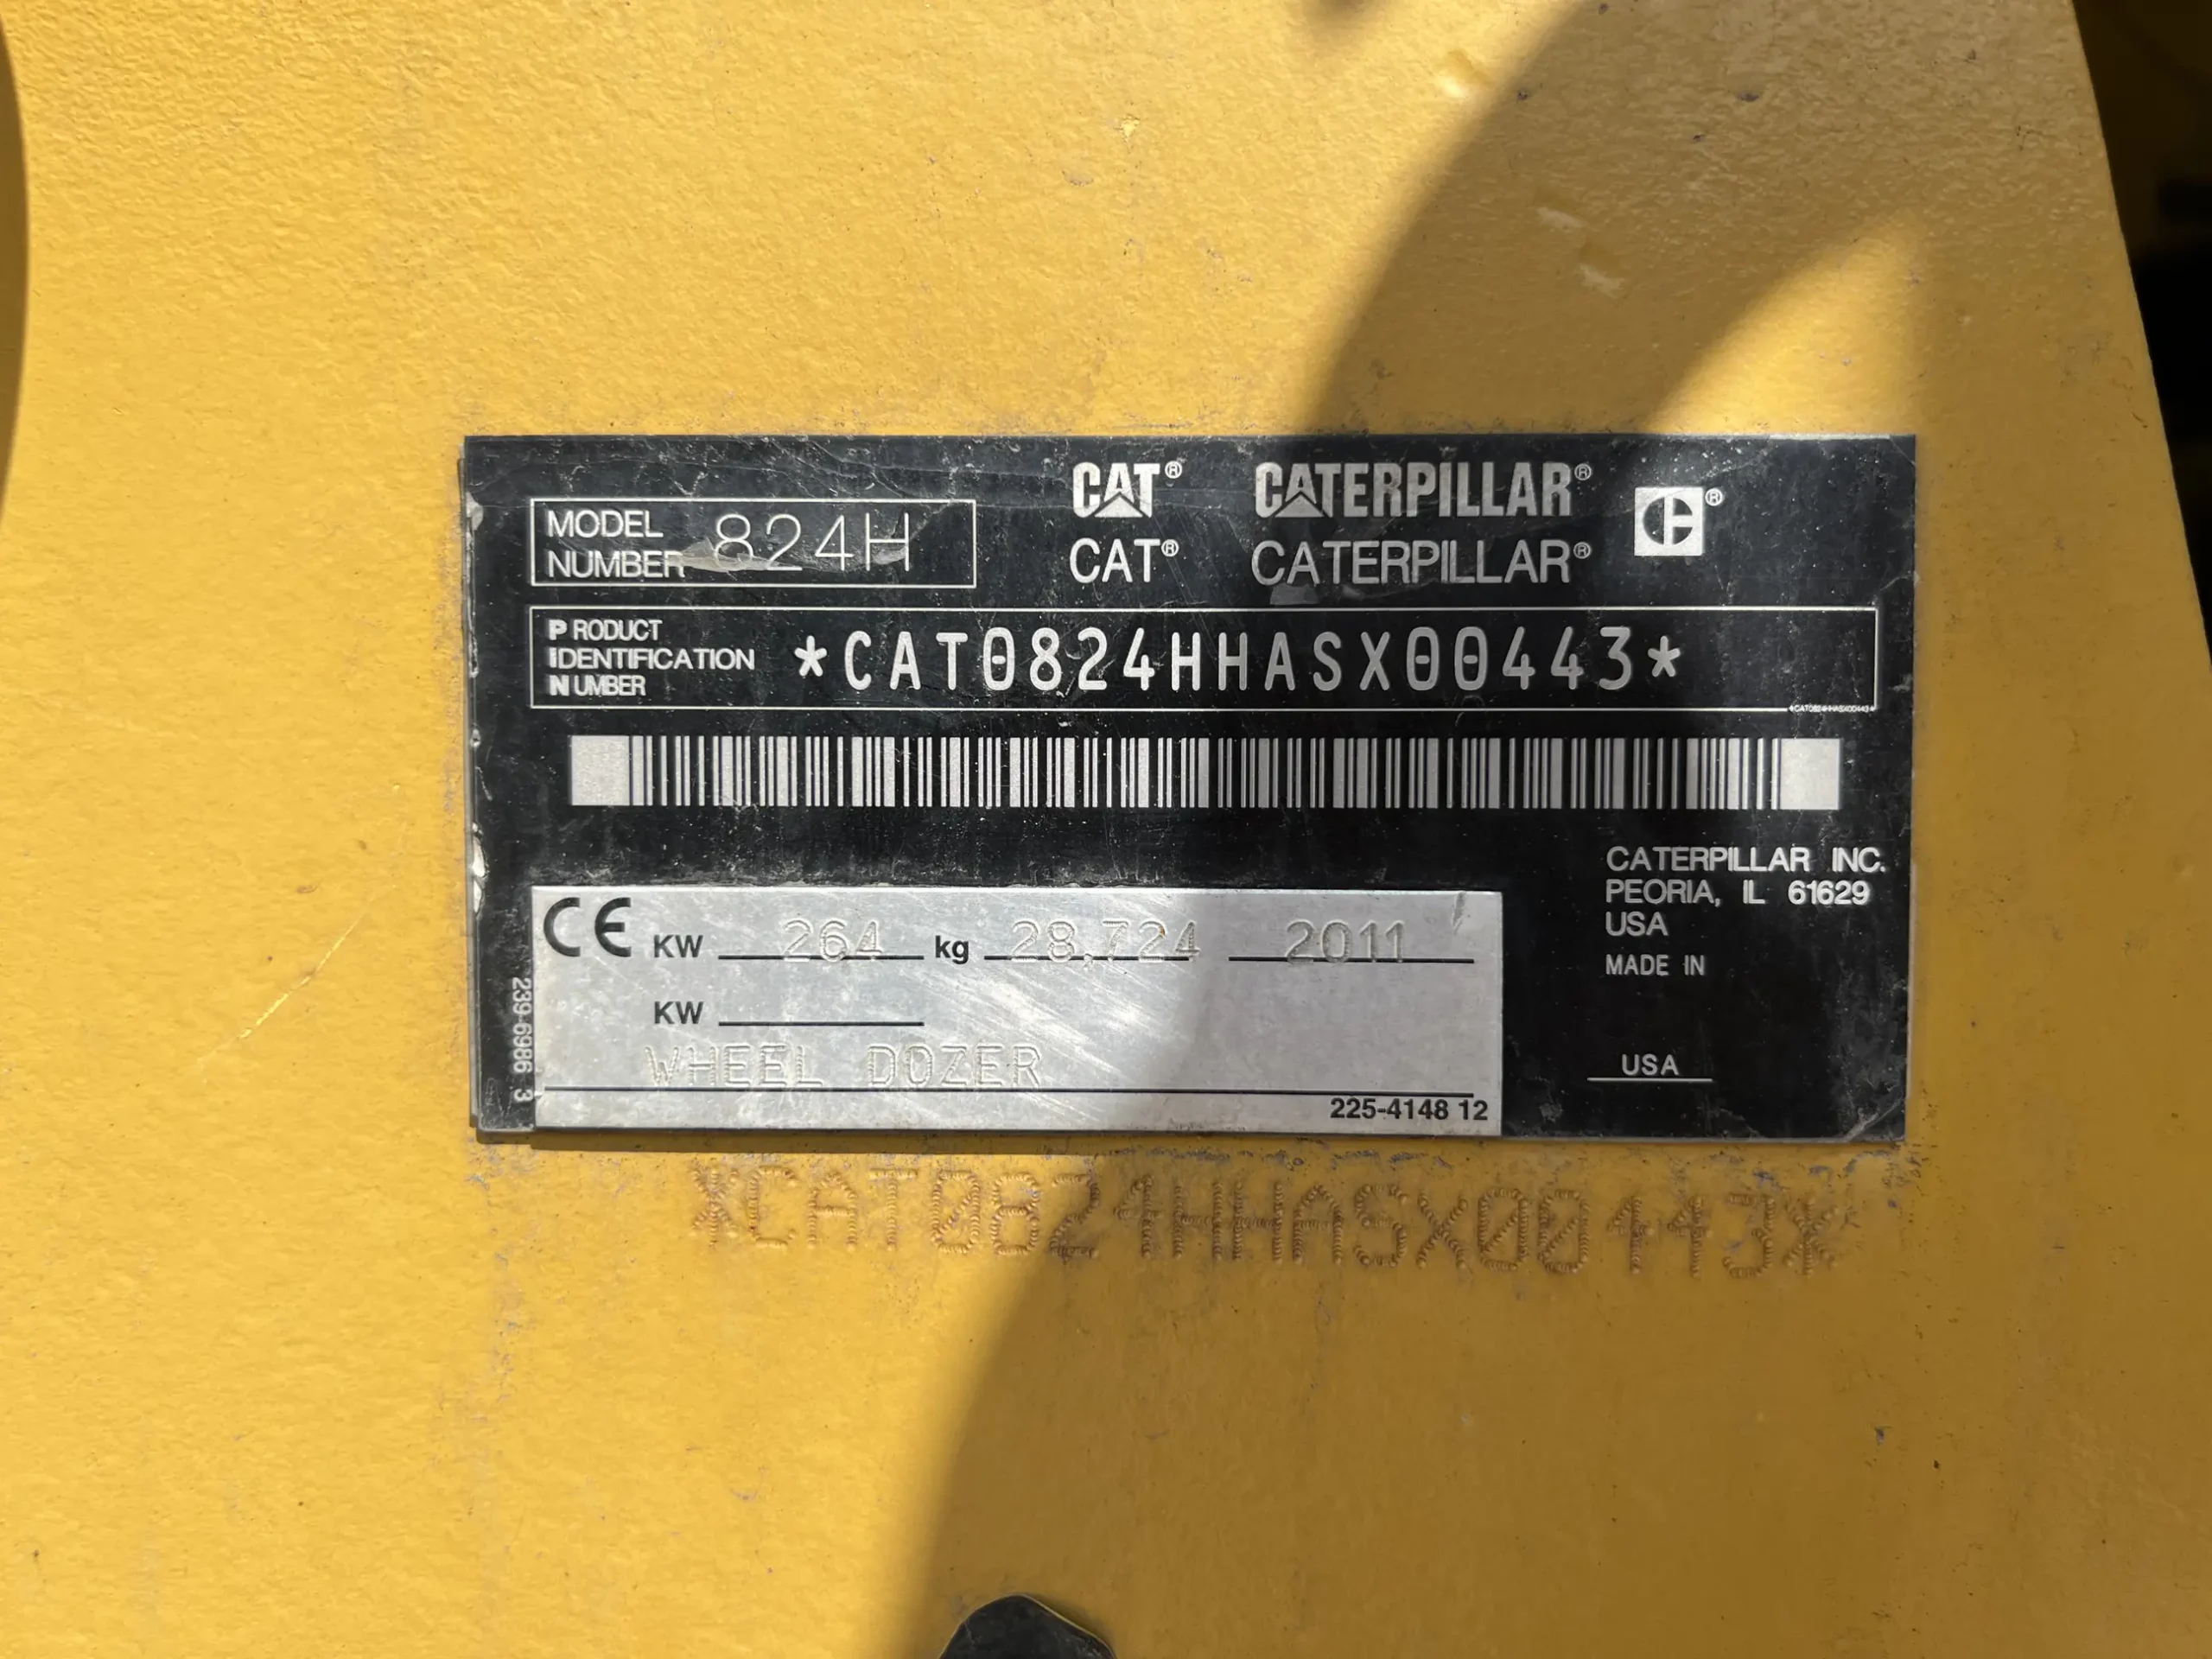 MODEL NUMBER 824H
CAT® CATERPILLAR®
CAT® CATERPILLAR®
PRODUCT IDENTIFICATION NUMBER *CAT0824HHASX00443*
*CAT0824HHASX00443*
CATERPILLAR INC.
PEORIA, IL 61629
USA
MADE IN
USA
CE KW 264 kg 28,724 2011
KW
WHEEL DOZER
225-4148 12
239-6986 3
*CAT0824HHASX00443*